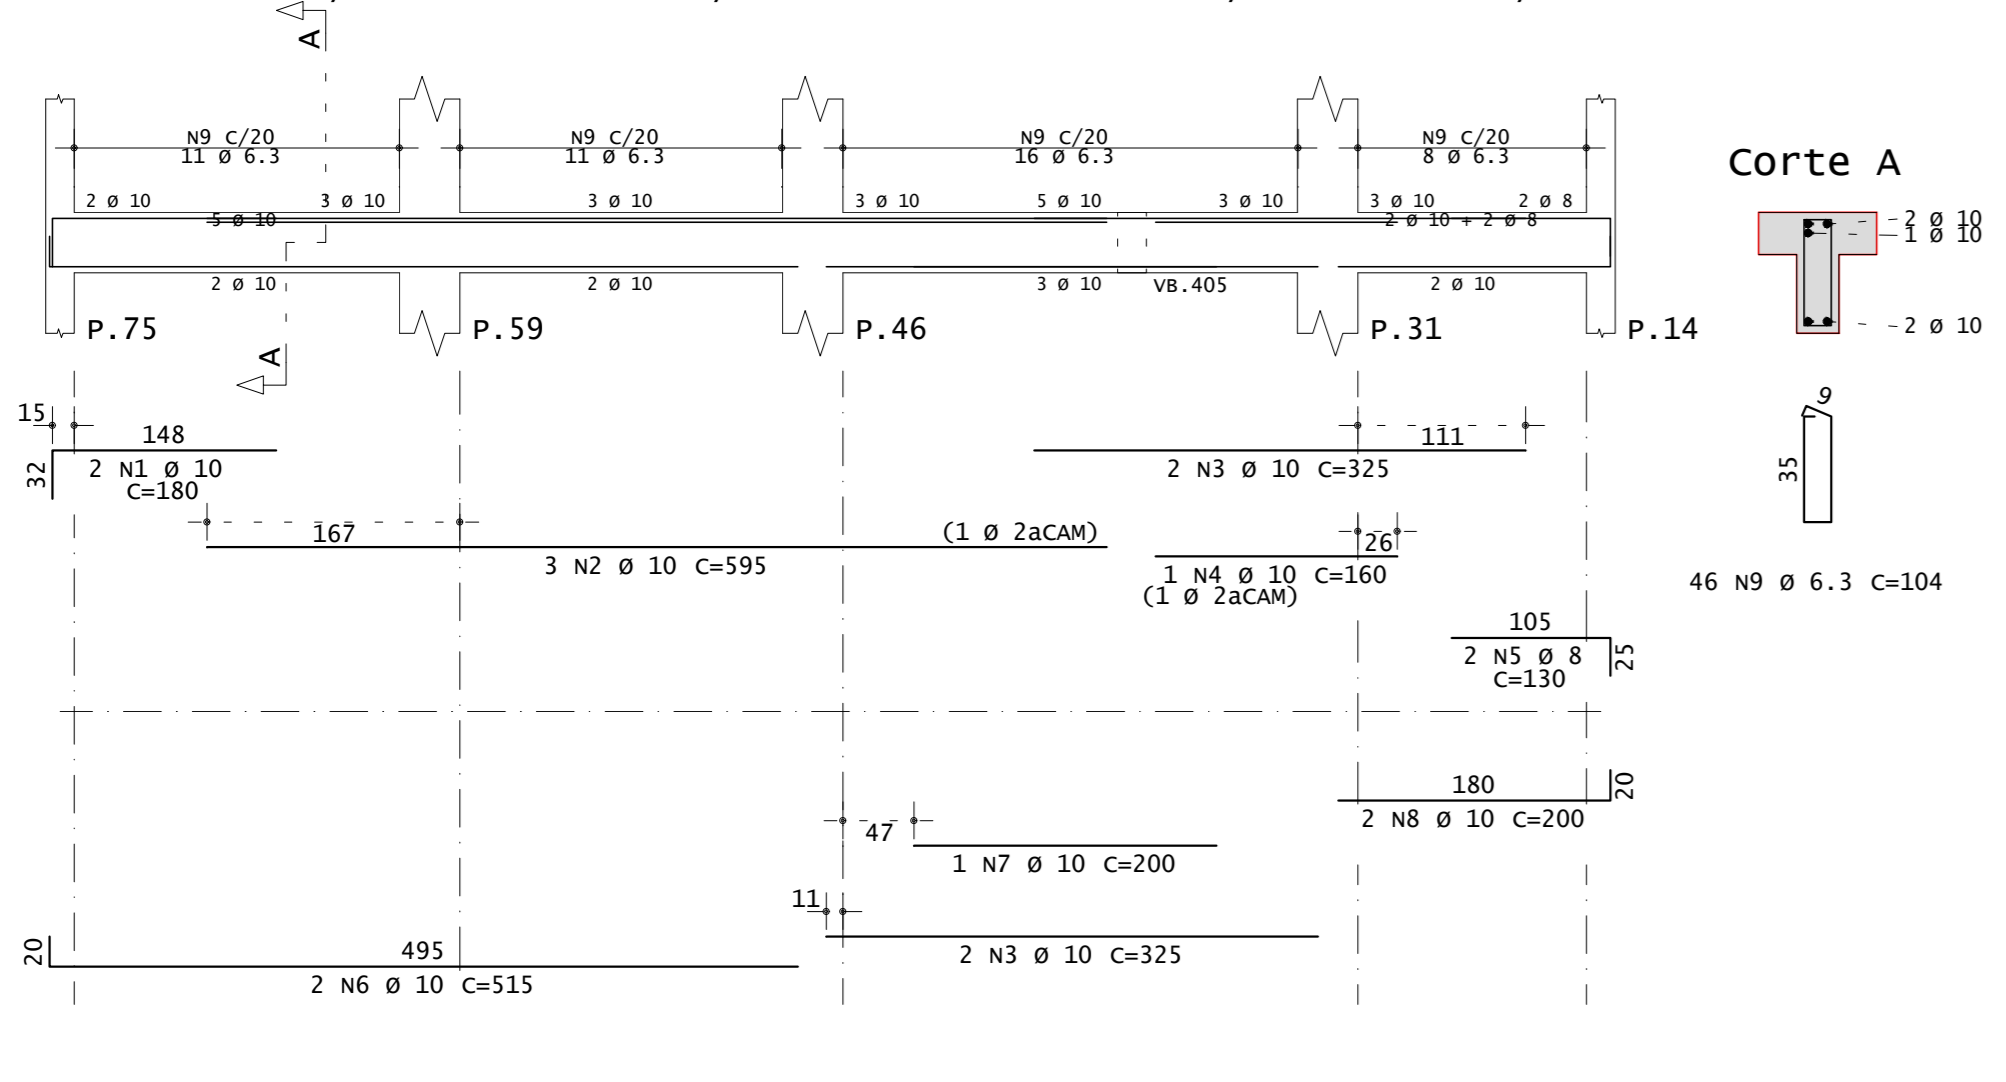 A
N9 C/20
11 Ø 6.3
N9 C/20
11 Ø 6.3
N9 C/20
16 Ø 6.3
N9 C/20
8 Ø 6.3
Corte A
2 Ø 10
3 Ø 10
3 Ø 10
3 Ø 10
5 Ø 10
3 Ø 10
3 Ø 10
2 Ø 8
5 Ø 10
2 Ø 10 + 2 Ø 8
2 Ø 10
1 Ø 10
2 Ø 10
2 Ø 10
2 Ø 10
3 Ø 10
VB.405
2 Ø 10
P.75
P.59
P.46
P.31
P.14
A
15
148
32
2 N1 Ø 10
C=180
111
2 N3 Ø 10 C=325
9
35
46 N9 Ø 6.3 C=104
167
(1 Ø 2aCAM)
3 N2 Ø 10 C=595
26
1 N4 Ø 10 C=160
(1 Ø 2aCAM)
105
2 N5 Ø 8
C=130
25
180
20
2 N8 Ø 10 C=200
47
1 N7 Ø 10 C=200
11
2 N3 Ø 10 C=325
20
495
2 N6 Ø 10 C=515